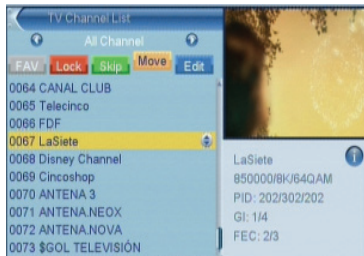 TV Channel List
All Channel
FAV Lock Skip Move Edit
0064 CANAL CLUB
0065 Telecinco
0066 FDF
0067 LaSiete
0068 Disney Channel
0069 Cincoshop
0070 ANTENA 3
0071 ANTENA.NEOX
0072 ANTENA.NOVA
0073 $GOL TELEVISIÓN
LaSiete
850000/8K/64QAM
PID: 202/302/202
GI: 1/4
FEC: 2/3